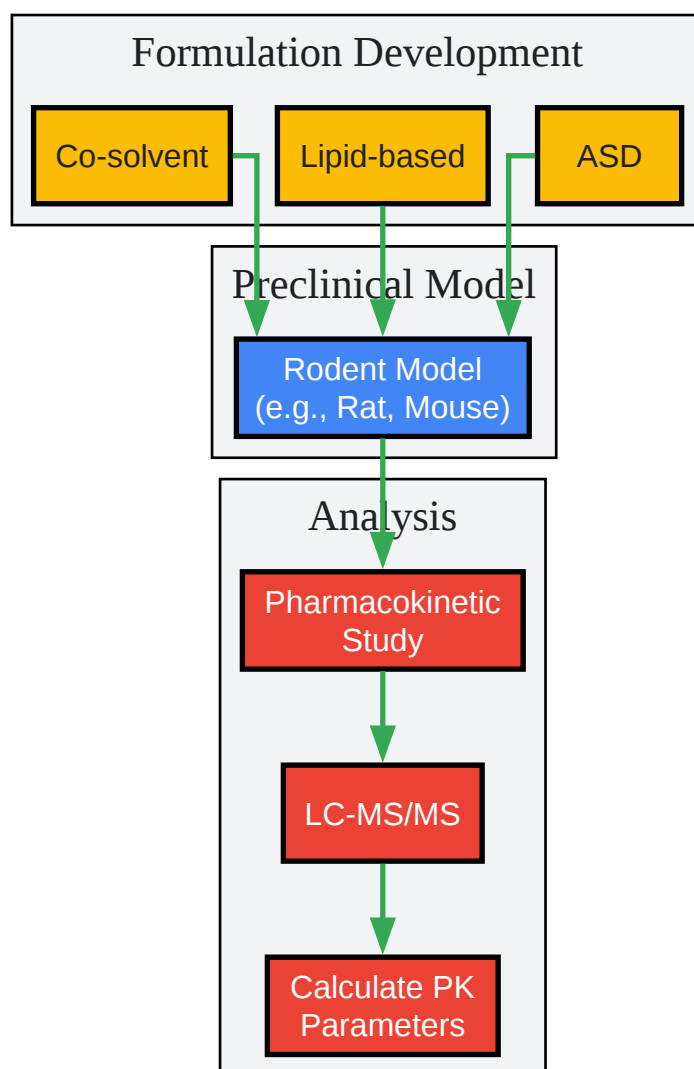 Formulation Development
Co-solvent
Lipid-based
ASD
Preclinical Model
Rodent Model
(e.g., Rat, Mouse)
Analysis
Pharmacokinetic
Study
LC-MS/MS
Calculate PK
Parameters